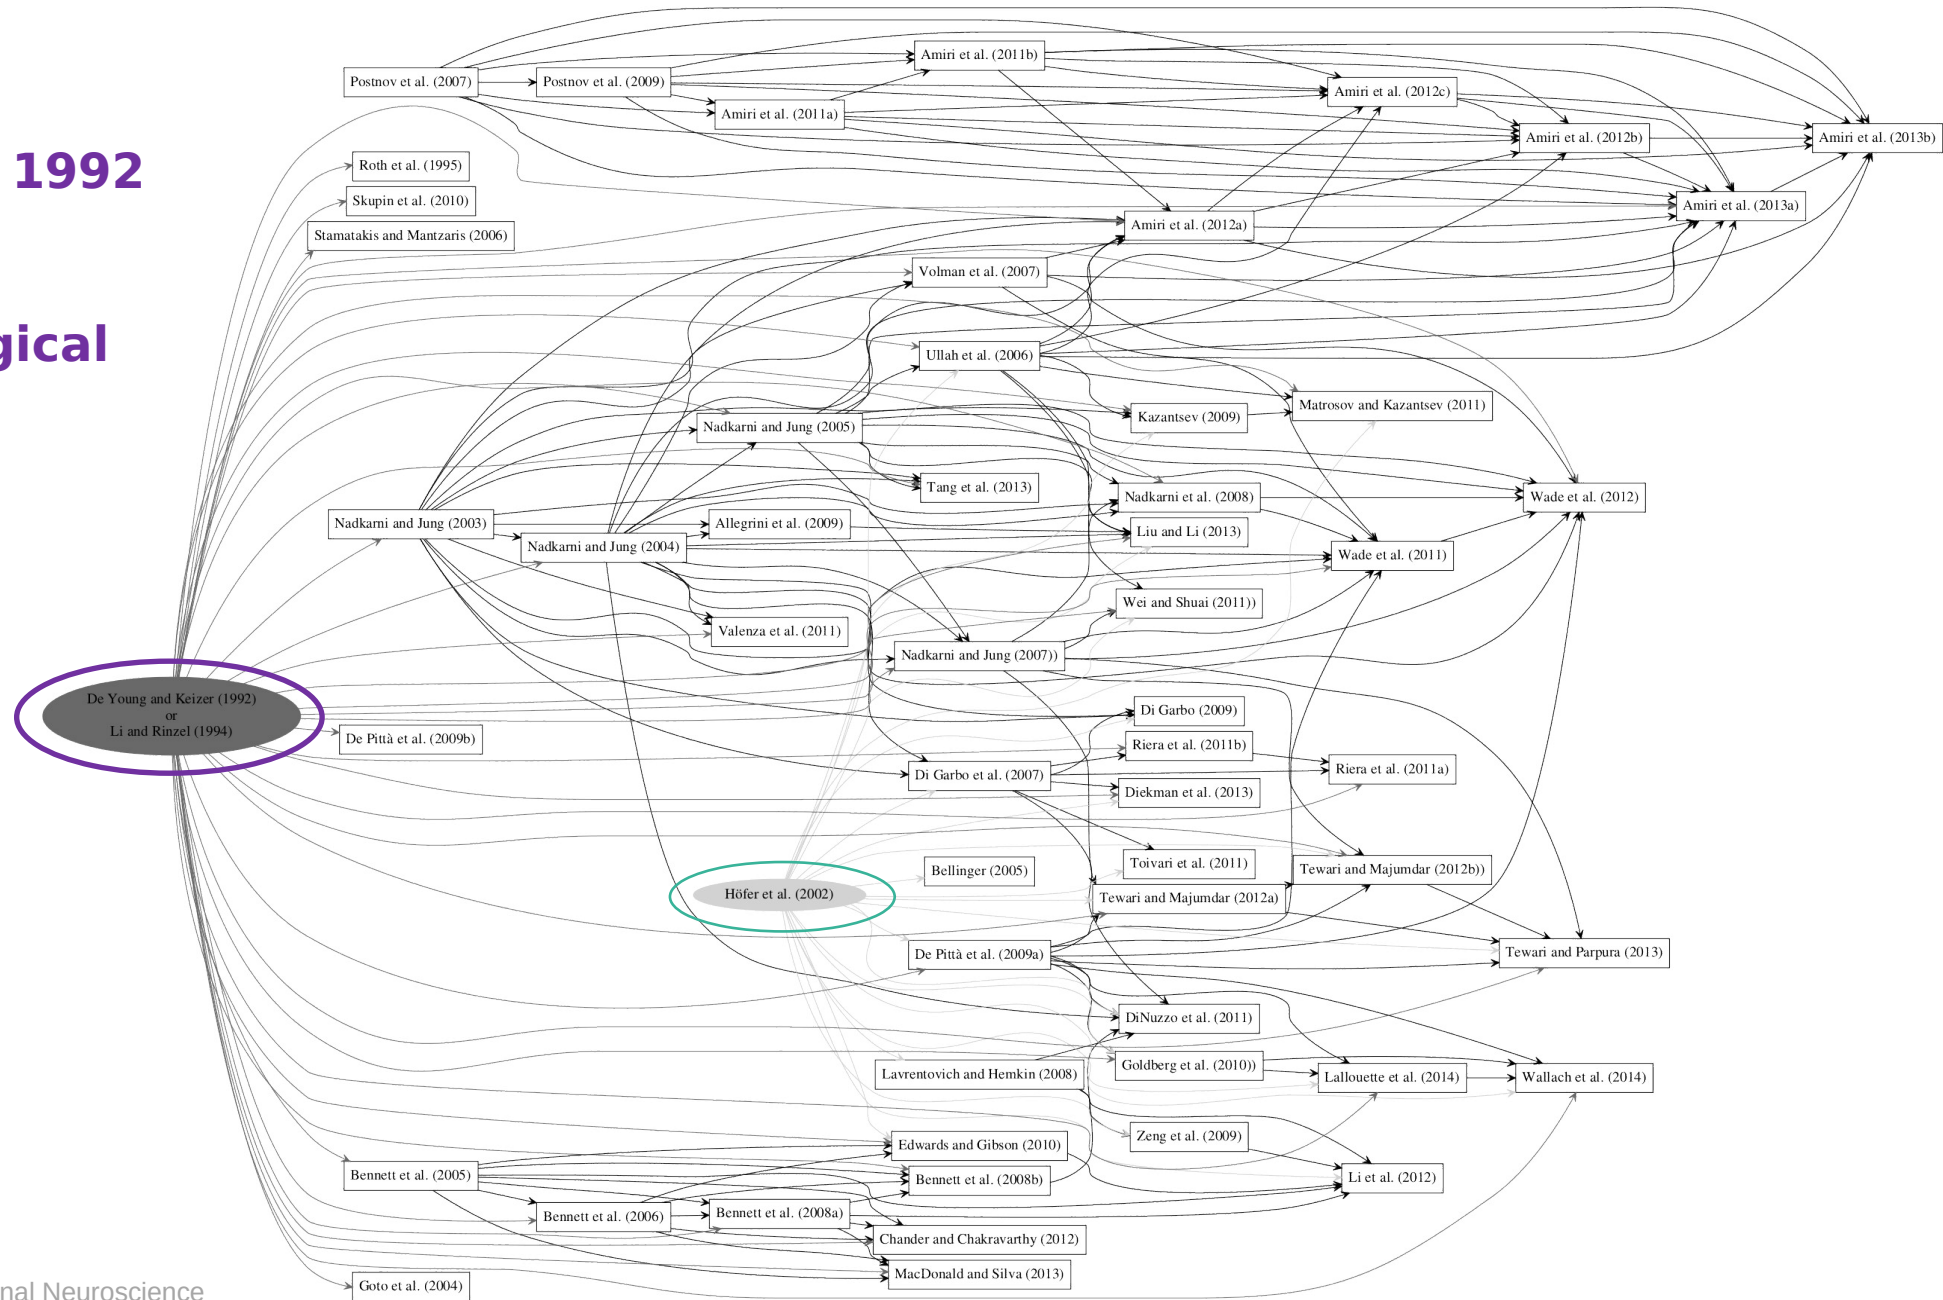 1992
gical
nal Neuroscience
De Young and Keizer (1992)
or
Li and Rinzel (1994)
Höfer et al. (2002)
Postnov et al. (2007)
Postnov et al. (2009)
Amiri et al. (2011b)
Amiri et al. (2011a)
Amiri et al. (2012c)
Amiri et al. (2012b)
Amiri et al. (2013b)
Amiri et al. (2013a)
Amiri et al. (2012a)
Roth et al. (1995)
Skupin et al. (2010)
Stamatakis and Mantzaris (2006)
Volman et al. (2007)
Ullah et al. (2006)
Matrosov and Kazantsev (2011)
Kazantsev (2009)
Nadkarni and Jung (2005)
Tang et al. (2013)
Nadkarni et al. (2008)
Wade et al. (2012)
Nadkarni and Jung (2003)
Allegrini et al. (2009)
Liu and Li (2013)
Nadkarni and Jung (2004)
Wade et al. (2011)
Wei and Shuai (2011))
Valenza et al. (2011)
Nadkarni and Jung (2007))
Di Garbo (2009)
De Pittà et al. (2009b)
Riera et al. (2011b)
Riera et al. (2011a)
Di Garbo et al. (2007)
Diekman et al. (2013)
Toivari et al. (2011)
Bellinger (2005)
Tewari and Majumdar (2012b))
Tewari and Majumdar (2012a)
De Pittà et al. (2009a)
Tewari and Parpura (2013)
DiNuzzo et al. (2011)
Goldberg et al. (2010))
Lavrentovich and Hemkin (2008)
Lallouette et al. (2014)
Wallach et al. (2014)
Zeng et al. (2009)
Edwards and Gibson (2010)
Bennett et al. (2005)
Bennett et al. (2008b)
Li et al. (2012)
Bennett et al. (2006)
Bennett et al. (2008a)
Chander and Chakravarthy (2012)
MacDonald and Silva (2013)
Goto et al. (2004)